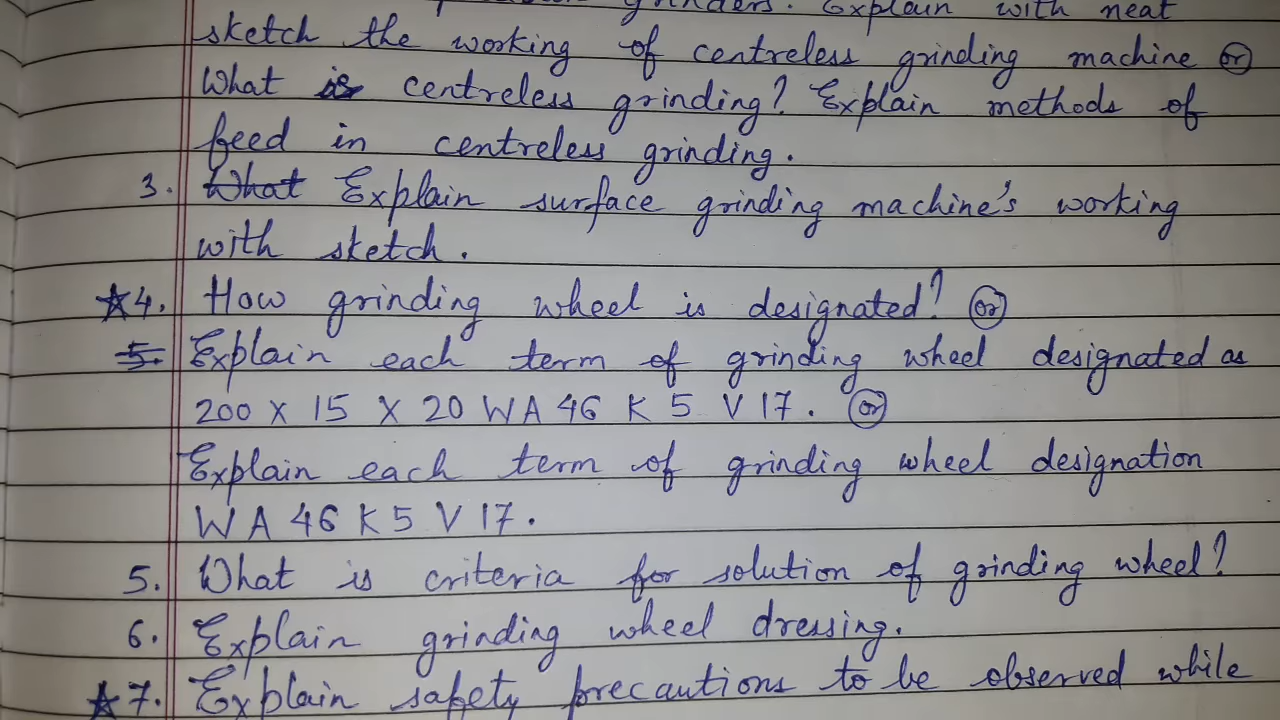 grinders. Explain with neat
sketch the working of centreless grinding machine or
What is centreless grinding? Explain methods of
feed in centreless grinding.
3. What Explain surface grinding machine's working
with sketch.
★4. How grinding wheel is designated? or
5. Explain each term of grinding wheel designated as
200 X 15 X 20 WA 46 K 5 V 17. or
Explain each term of grinding wheel designation
WA 46 K 5 V 17.
5. What is criteria for solution of grinding wheel?
6. Explain grinding wheel dressing.
★7. Explain safety precautions to be observed while